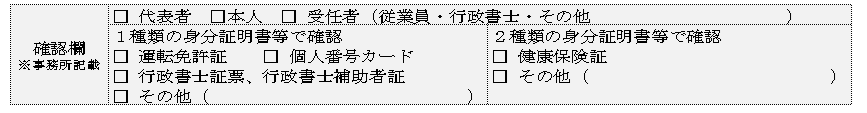 確認欄
※事務所記載
□ 代表者 □本人 □ 受任者（従業員・行政書士・その他 ）
１種類の身分証明書等で確認
□ 運転免許証 □ 個人番号カード
□ 行政書士証票、行政書士補助者証
□ その他（ ）
２種類の身分証明書等で確認
□ 健康保険証
□ その他（ ）